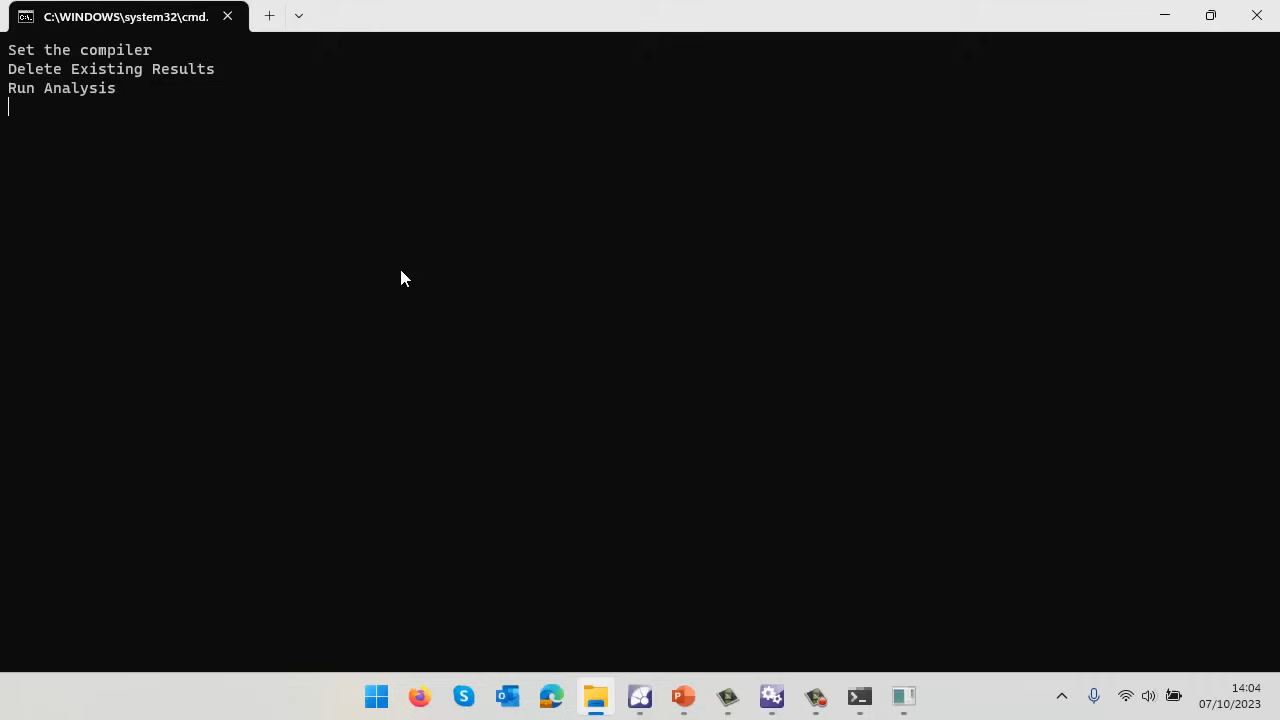 C:\WINDOWS\system32\cmd.
Set the compiler
Delete Existing Results
Run Analysis
14:04
07/10/2023